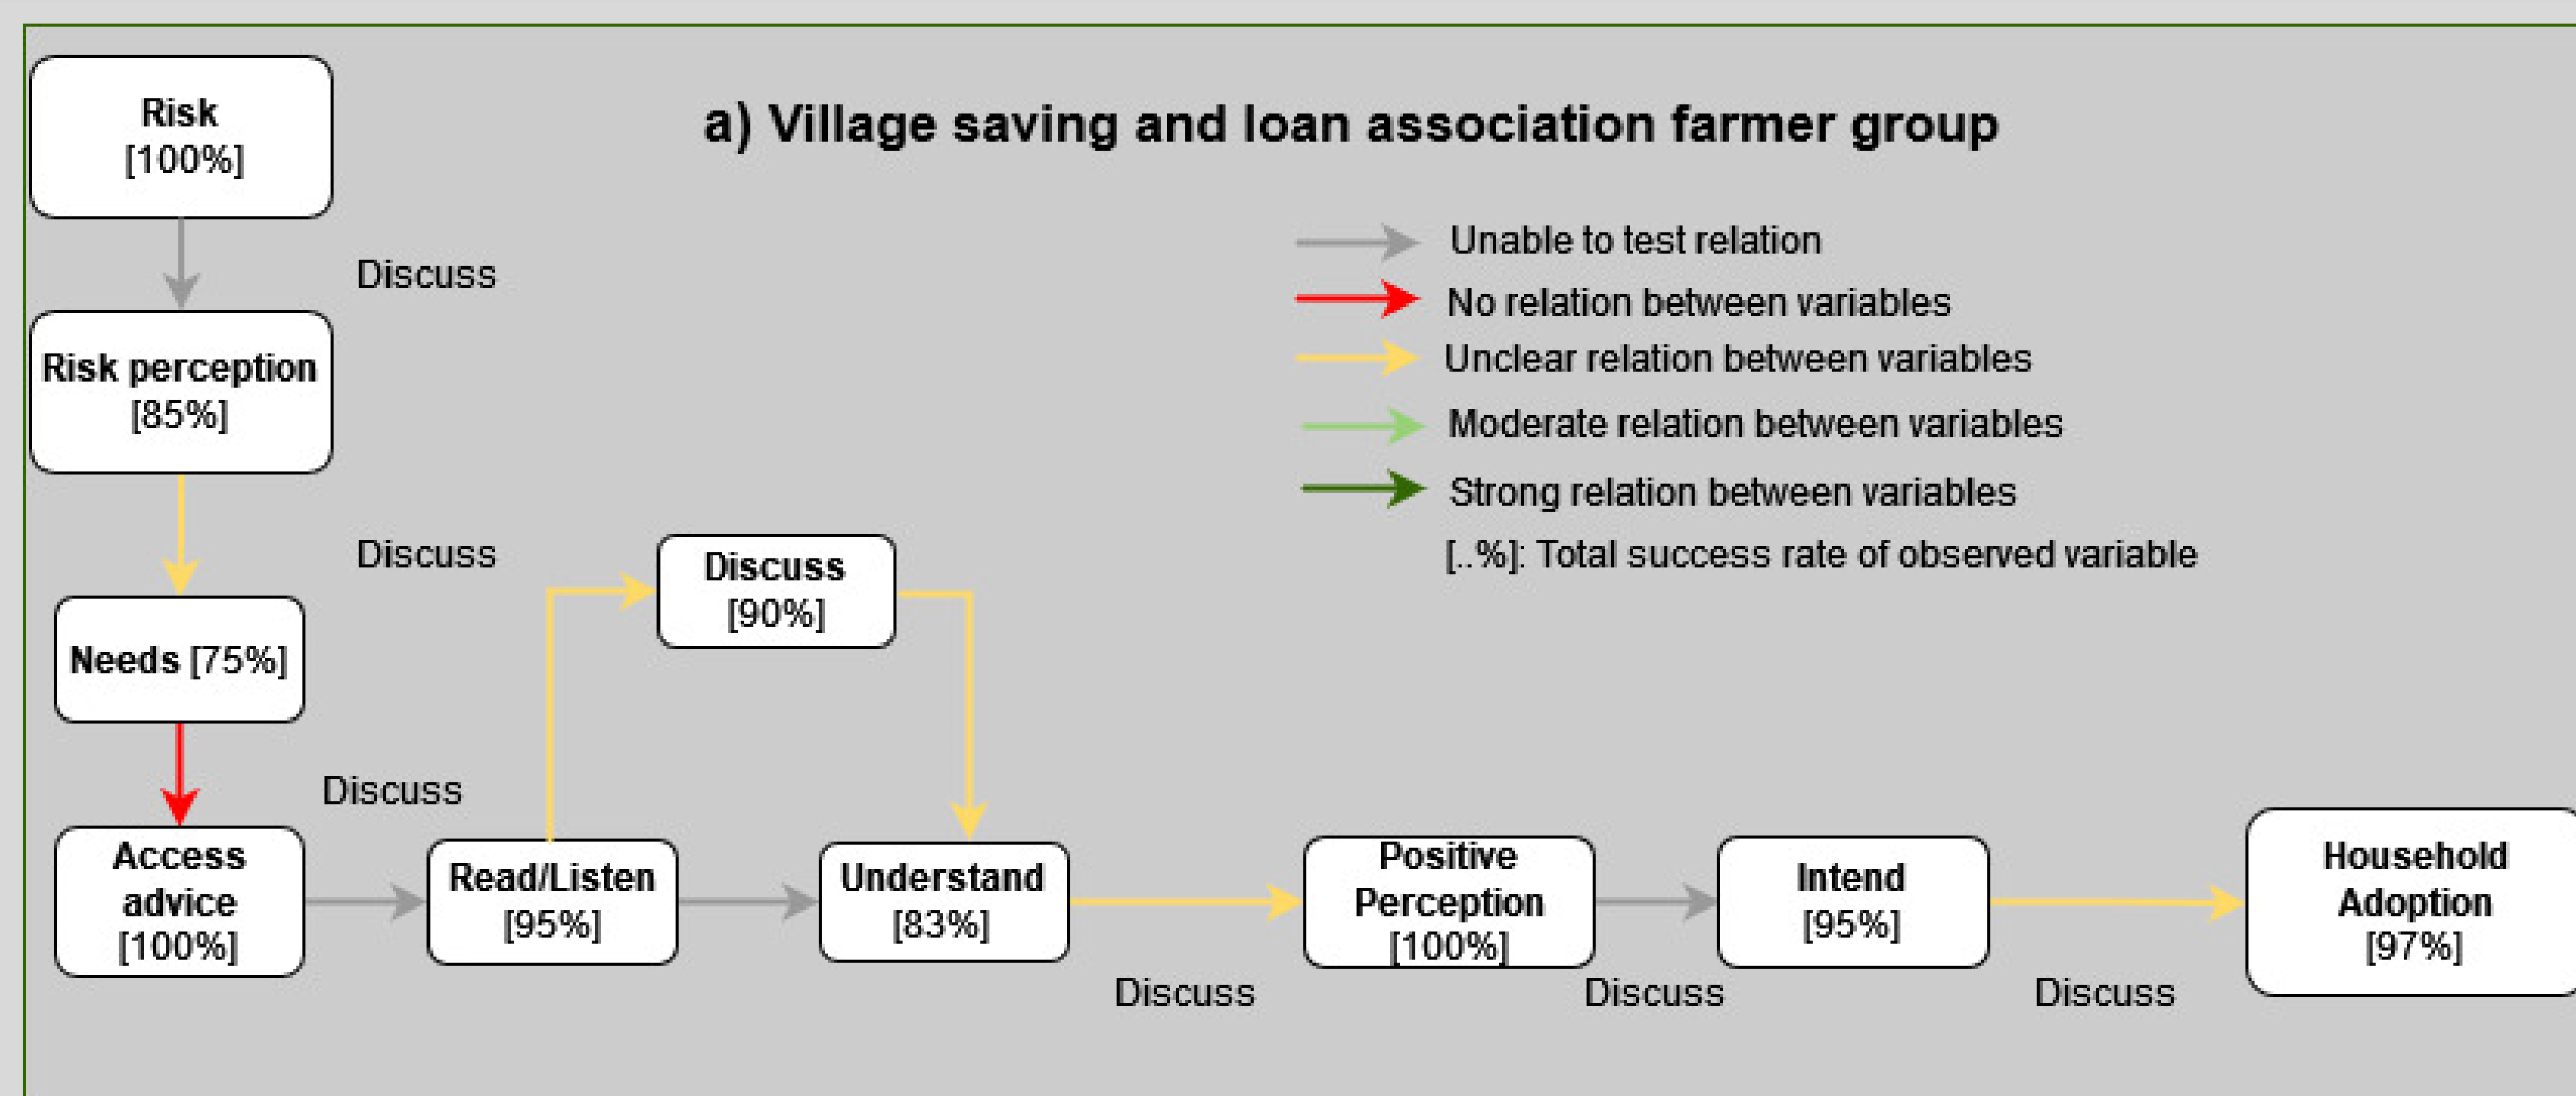 a) Village saving and loan association farmer group
Risk
[100%]
Discuss
Risk perception
[85%]
Discuss
Needs [75%]
Discuss
Access
advice
[100%]
Read/Listen
[95%]
Discuss
[90%]
Understand
[83%]
Discuss
Positive
Perception
[100%]
Discuss
Intend
[95%]
Discuss
Household
Adoption
[97%]
Unable to test relation
No relation between variables
Unclear relation between variables
Moderate relation between variables
Strong relation between variables
[..%]: Total success rate of observed variable